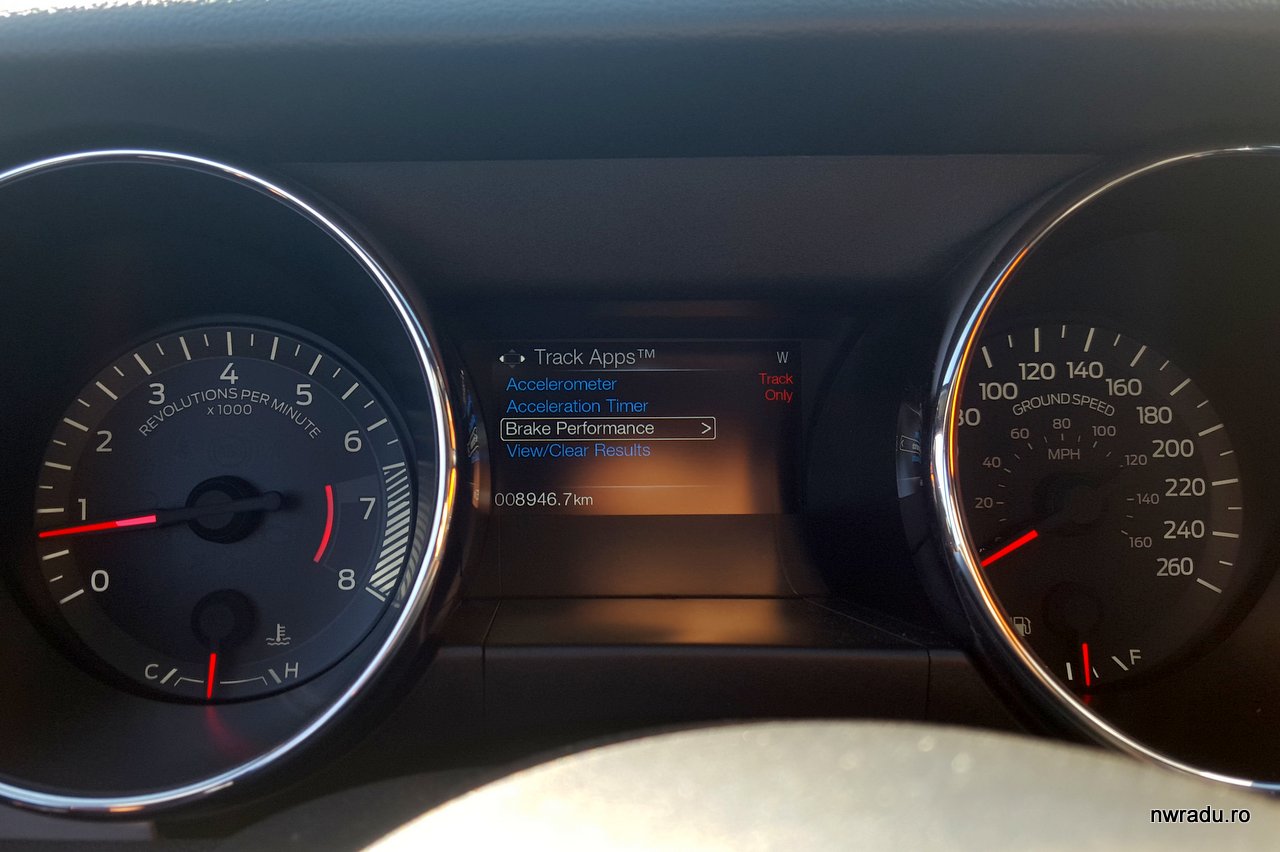 0
1
2
3
4
5
6
7
8
REVOLUTIONS PER MINUTE
x 1000
C
H
Track Apps™
W
Accelerometer
Track
Only
Acceleration Timer
Brake Performance >
View/Clear Results
008946.7km
80
100
120
140
160
180
200
220
240
260
GROUND SPEED
20
40
60
80
100
120
140
160
MPH
F
nwradu.ro